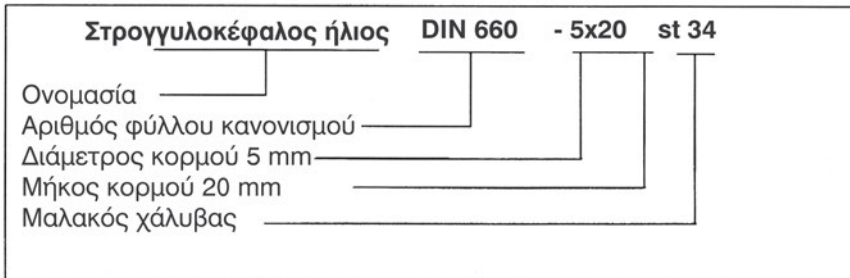 Στρογγυλοκέφαλος ήλιος DIN 660 - 5x20 st 34
Ονομασία
Αριθμός φύλλου κανονισμού
Διάμετρος κορμού 5 mm
Μήκος κορμού 20 mm
Μαλακός χάλυβας